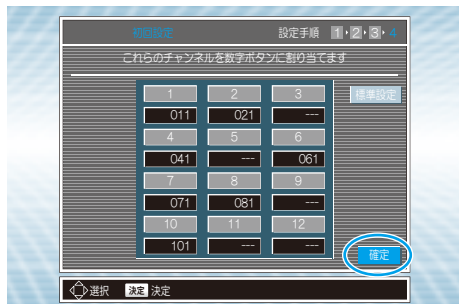 初回設定 設定手順 1・2・3・4
これらのチャンネルを数字ボタンに割り当てます
1 2 3 標準設定
011 021 ---
4 5 6
041 --- 061
7 8 9
071 081 ---
10 11 12
101 --- ---
確定
選択 決定 決定